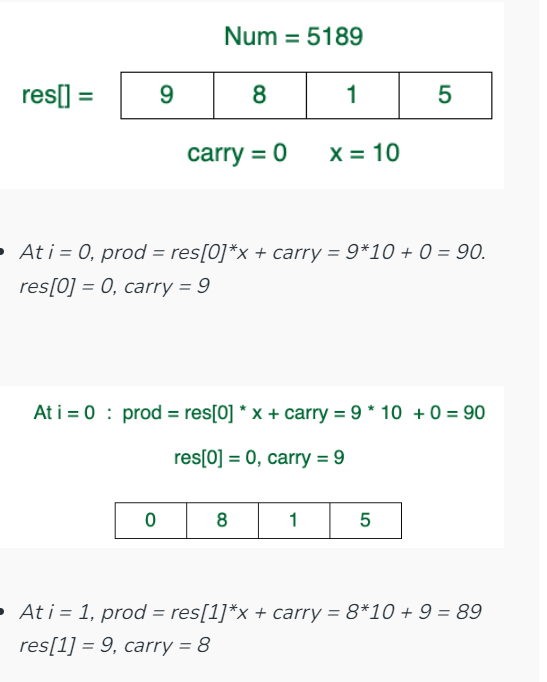 Num = 5189
res[] = 9 8 1 5
carry = 0 x = 10
• At i = 0, prod = res[0]*x + carry = 9*10 + 0 = 90.
res[0] = 0, carry = 9
At i = 0 : prod = res[0] * x + carry = 9 * 10 + 0 = 90
res[0] = 0, carry = 9
0 8 1 5
• At i = 1, prod = res[1]*x + carry = 8*10 + 9 = 89
res[1] = 9, carry = 8